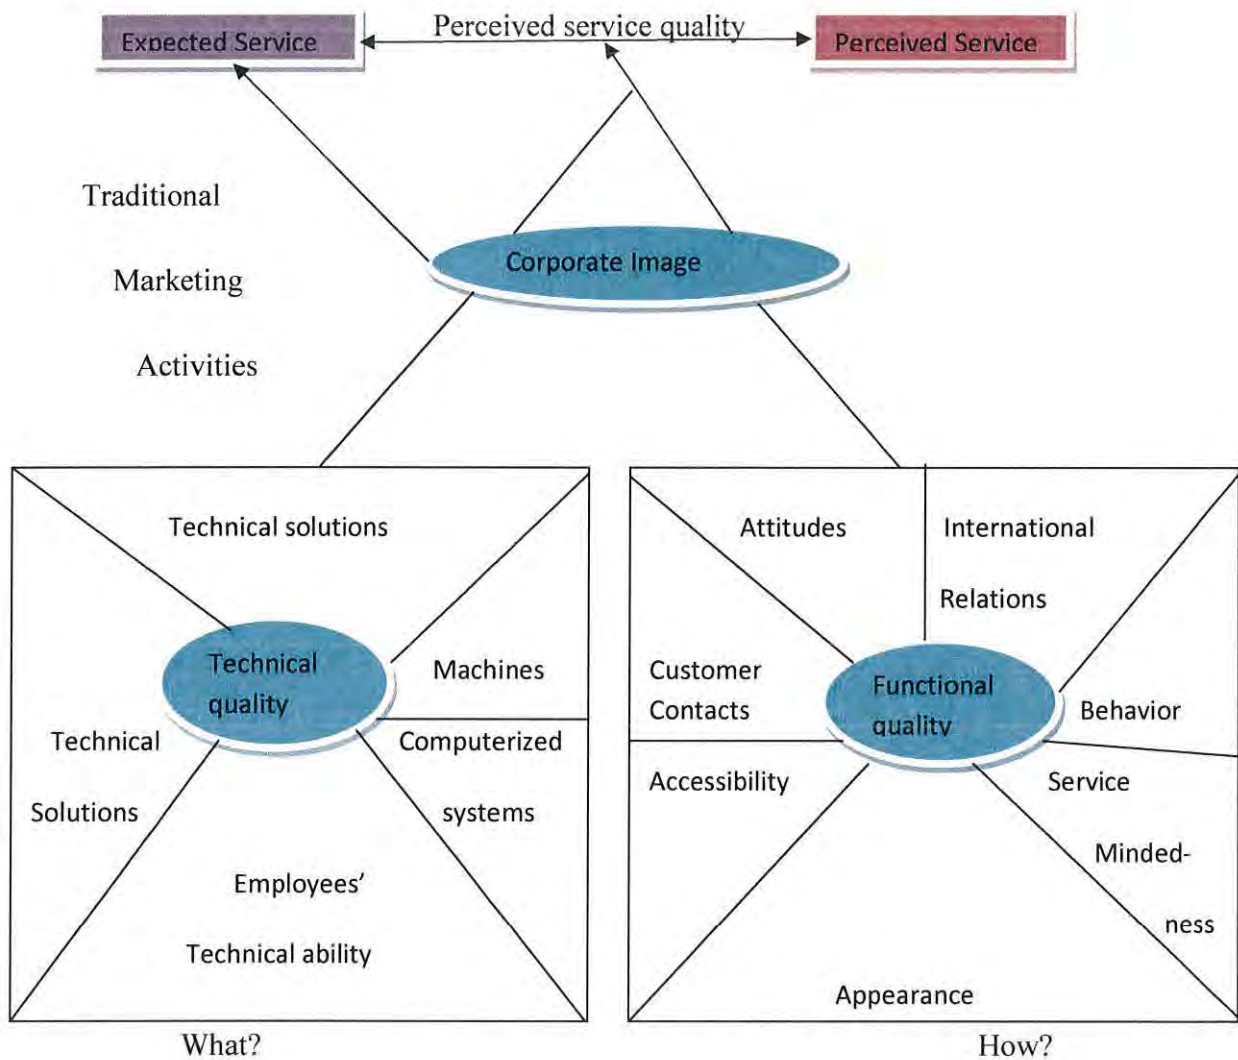 Perceived service quality
Expected Service
Perceived Service
Traditional
Marketing
Activities
Corporate Image
Technical solutions
Technical
quality
Machines
Technical
Solutions
Computerized
systems
Employees’
Technical ability
What?
Attitudes
International
Relations
Customer
Contacts
Functional
quality
Behavior
Accessibility
Service
Minded-
ness
Appearance
How?